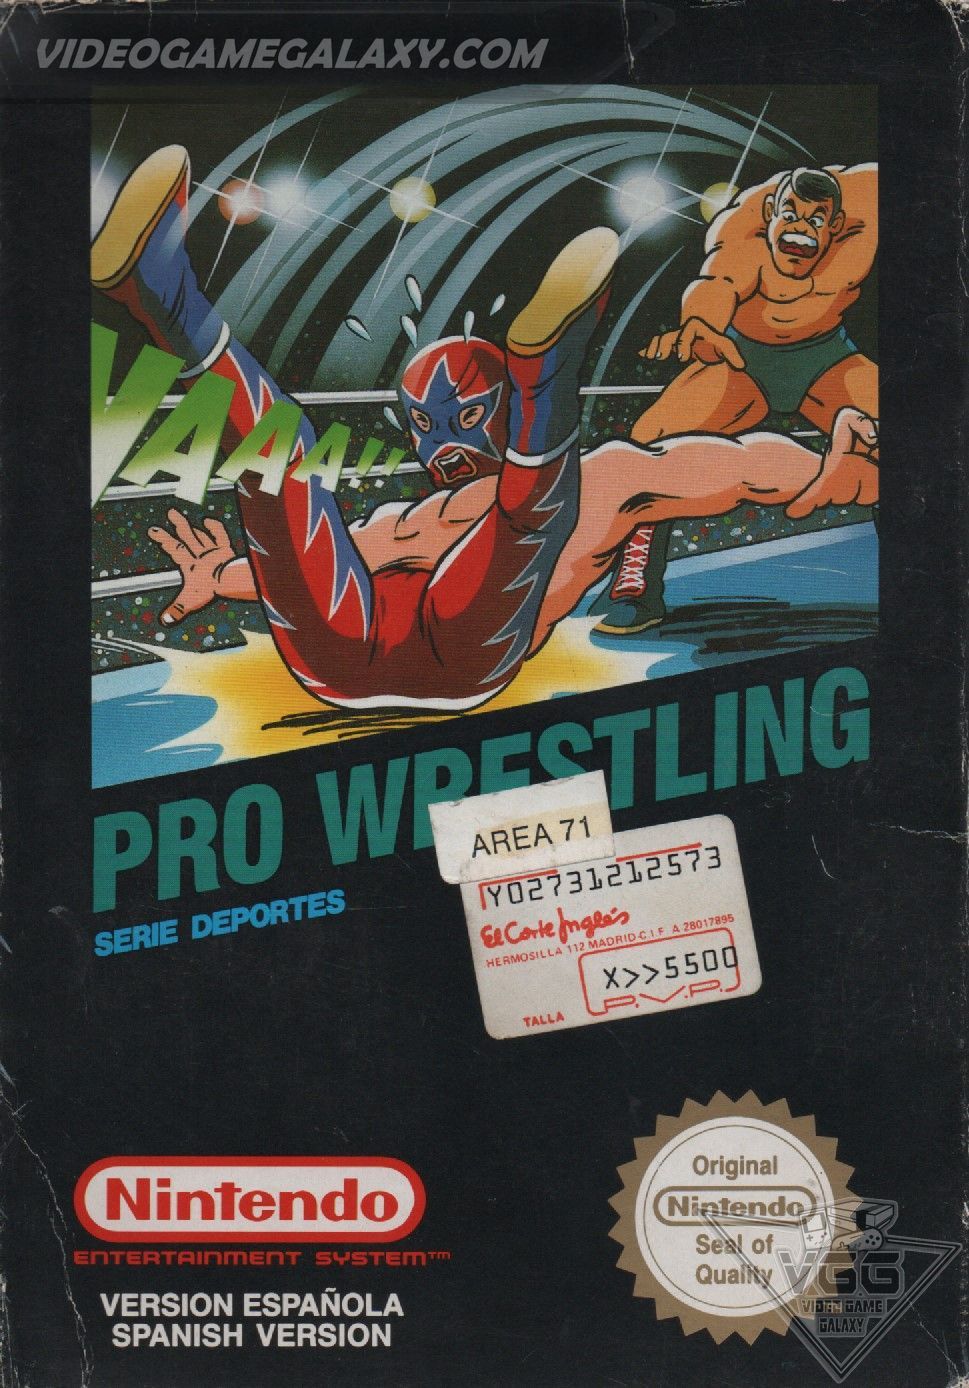 VIDEOGAMEGALAXY.COM
YAAAA!!
PRO WRESTLING
SERIE DEPORTES
AREA 71
Y02731212573
El Corte Inglés
HERMOSILLA 112 MADRID-C.I.F. A 28017895
X>>5500
P.V.P.
TALLA
Nintendo
ENTERTAINMENT SYSTEM™
VERSION ESPAÑOLA
SPANISH VERSION
Original
Nintendo
Seal of
Quality
VGG
VIDEO GAME
GALAXY